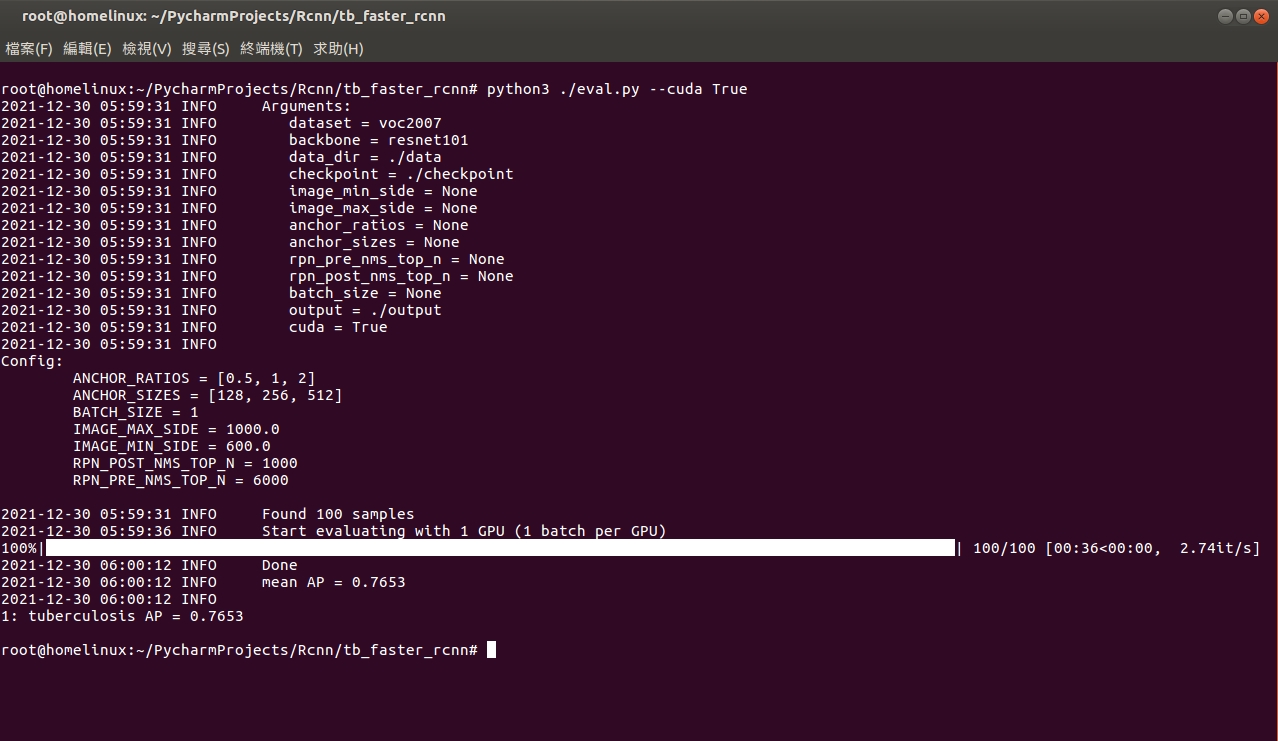 root@homelinux: ~/PycharmProjects/Rcnn/tb_faster_rcnn
檔案(F) 編輯(E) 檢視(V) 搜尋(S) 終端機(T) 求助(H)
root@homelinux:~/PycharmProjects/Rcnn/tb_faster_rcnn# python3 ./eval.py --cuda True
2021-12-30 05:59:31 INFO     Arguments:
2021-12-30 05:59:31 INFO        dataset = voc2007
2021-12-30 05:59:31 INFO        backbone = resnet101
2021-12-30 05:59:31 INFO        data_dir = ./data
2021-12-30 05:59:31 INFO        checkpoint = ./checkpoint
2021-12-30 05:59:31 INFO        image_min_side = None
2021-12-30 05:59:31 INFO        image_max_side = None
2021-12-30 05:59:31 INFO        anchor_ratios = None
2021-12-30 05:59:31 INFO        anchor_sizes = None
2021-12-30 05:59:31 INFO        rpn_pre_nms_top_n = None
2021-12-30 05:59:31 INFO        rpn_post_nms_top_n = None
2021-12-30 05:59:31 INFO        batch_size = None
2021-12-30 05:59:31 INFO        output = ./output
2021-12-30 05:59:31 INFO        cuda = True
2021-12-30 05:59:31 INFO
Config:
        ANCHOR_RATIOS = [0.5, 1, 2]
        ANCHOR_SIZES = [128, 256, 512]
        BATCH_SIZE = 1
        IMAGE_MAX_SIDE = 1000.0
        IMAGE_MIN_SIDE = 600.0
        RPN_POST_NMS_TOP_N = 1000
        RPN_PRE_NMS_TOP_N = 6000
2021-12-30 05:59:31 INFO     Found 100 samples
2021-12-30 05:59:36 INFO     Start evaluating with 1 GPU (1 batch per GPU)
100%| | 100/100 [00:36<00:00,  2.74it/s]
2021-12-30 06:00:12 INFO     Done
2021-12-30 06:00:12 INFO     mean AP = 0.7653
2021-12-30 06:00:12 INFO
1: tuberculosis AP = 0.7653
root@homelinux:~/PycharmProjects/Rcnn/tb_faster_rcnn#